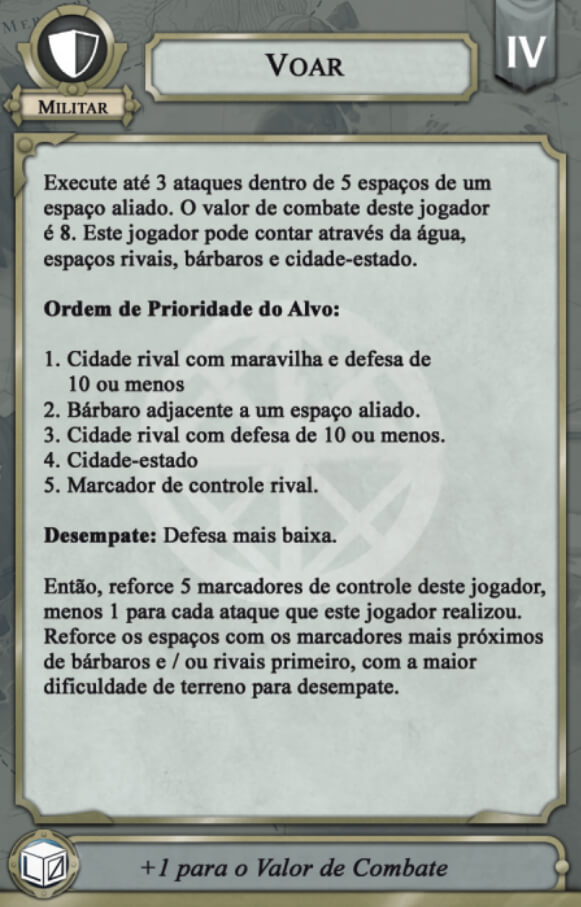 VOAR
IV
MILITAR
Execute até 3 ataques dentro de 5 espaços de um
espaço aliado. O valor de combate deste jogador
é 8. Este jogador pode contar através da água,
espaços rivais, bárbaros e cidade-estado.
Ordem de Prioridade do Alvo:
1. Cidade rival com maravilha e defesa de
10 ou menos
2. Bárbaro adjacente a um espaço aliado.
3. Cidade rival com defesa de 10 ou menos.
4. Cidade-estado
5. Marcador de controle rival.
Desempate: Defesa mais baixa.
Então, reforce 5 marcadores de controle deste jogador,
menos 1 para cada ataque que este jogador realizou.
Reforce os espaços com os marcadores mais próximos
de bárbaros e / ou rivais primeiro, com a maior
dificuldade de terreno para desempate.
+1 para o Valor de Combate